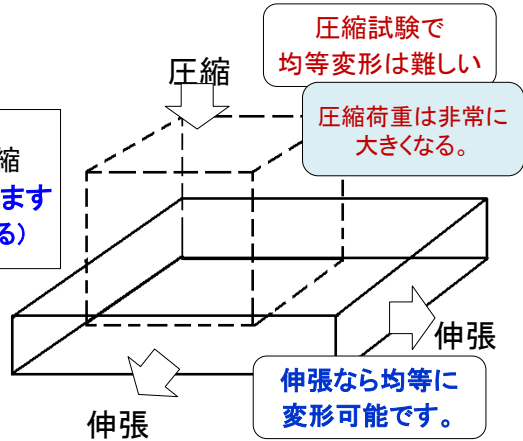 圧縮試験で
均等変形は難しい
圧縮
圧縮荷重は非常に
大きくなる。
縮
ます
る）
伸張
伸張なら均等に
変形可能です。
伸張